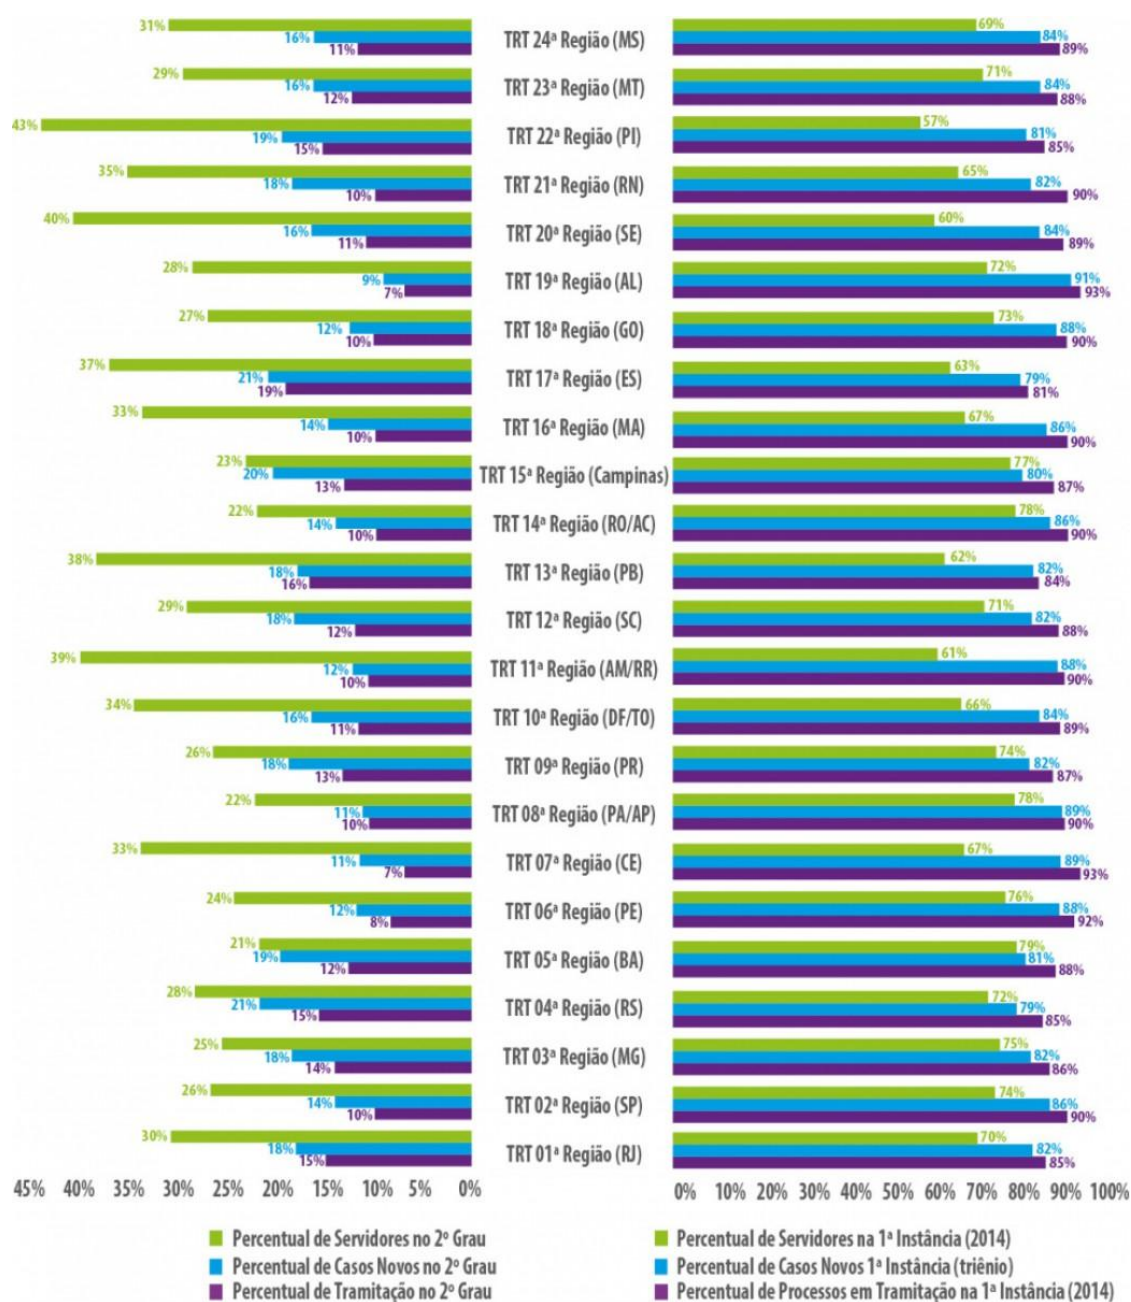 31% 69%
16% TRT 24ª Região (MS) 84%
11% 89%
29% 71%
16% TRT 23ª Região (MT) 84%
12% 88%
43% 57%
19% TRT 22ª Região (PI) 81%
15% 85%
35% 65%
18% TRT 21ª Região (RN) 82%
10% 90%
40% 60%
16% TRT 20ª Região (SE) 84%
11% 89%
28% 72%
9% TRT 19ª Região (AL) 91%
7% 93%
27% 73%
12% TRT 18ª Região (GO) 88%
10% 90%
37% 63%
21% TRT 17ª Região (ES) 79%
19% 81%
33% 67%
14% TRT 16ª Região (MA) 86%
10% 90%
23% 77%
20% TRT 15ª Região (Campinas) 80%
13% 87%
22% 78%
14% TRT 14ª Região (RO/AC) 86%
10% 90%
38% 62%
18% TRT 13ª Região (PB) 82%
16% 84%
29% 71%
18% TRT 12ª Região (SC) 82%
12% 88%
39% 61%
12% TRT 11ª Região (AM/RR) 88%
10% 90%
34% 66%
16% TRT 10ª Região (DF/TO) 84%
11% 89%
26% 74%
18% TRT 09ª Região (PR) 82%
13% 87%
22% 78%
11% TRT 08ª Região (PA/AP) 89%
10% 90%
33% 67%
11% TRT 07ª Região (CE) 89%
7% 93%
24% 76%
12% TRT 06ª Região (PE) 88%
8% 92%
21% 79%
19% TRT 05ª Região (BA) 81%
12% 88%
28% 72%
21% TRT 04ª Região (RS) 79%
15% 85%
25% 75%
18% TRT 03ª Região (MG) 82%
14% 86%
26% 74%
14% TRT 02ª Região (SP) 86%
10% 90%
30% 70%
18% TRT 01ª Região (RJ) 82%
15% 85%
45% 40% 35% 30% 25% 20% 15% 10% 5% 0% 0% 10% 20% 30% 40% 50% 60% 70% 80% 90% 100%
Percentual de Servidores no 2º Grau
Percentual de Casos Novos no 2º Grau
Percentual de Tramitação no 2º Grau
Percentual de Servidores na 1ª Instância (2014)
Percentual de Casos Novos 1ª Instância (triênio)
Percentual de Processos em Tramitação na 1ª Instância (2014)